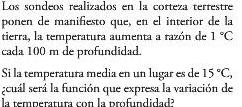 Los sondeos realizados en la corteza terrestre
ponen de manifiesto que, en el interior de la
tierra, la temperatura aumenta a razón de 1 °C
cada 100 m de profundidad.
Si la temperatura media en un lugar es de 15 °C,
¿cuál será la función que expresa la variación de
la temperatura con la profundidad?